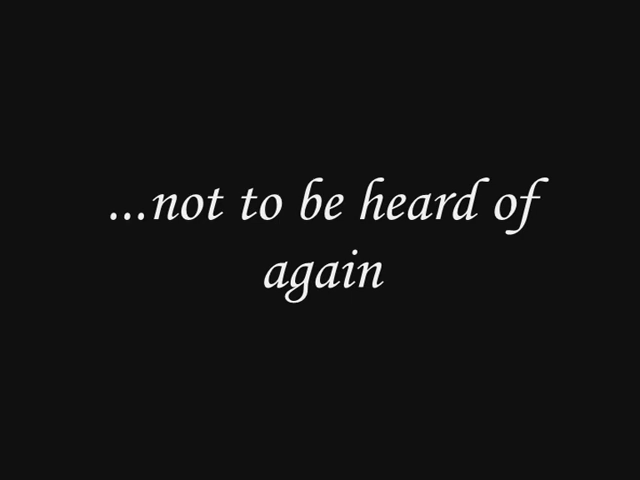 ...not to be heard of
again